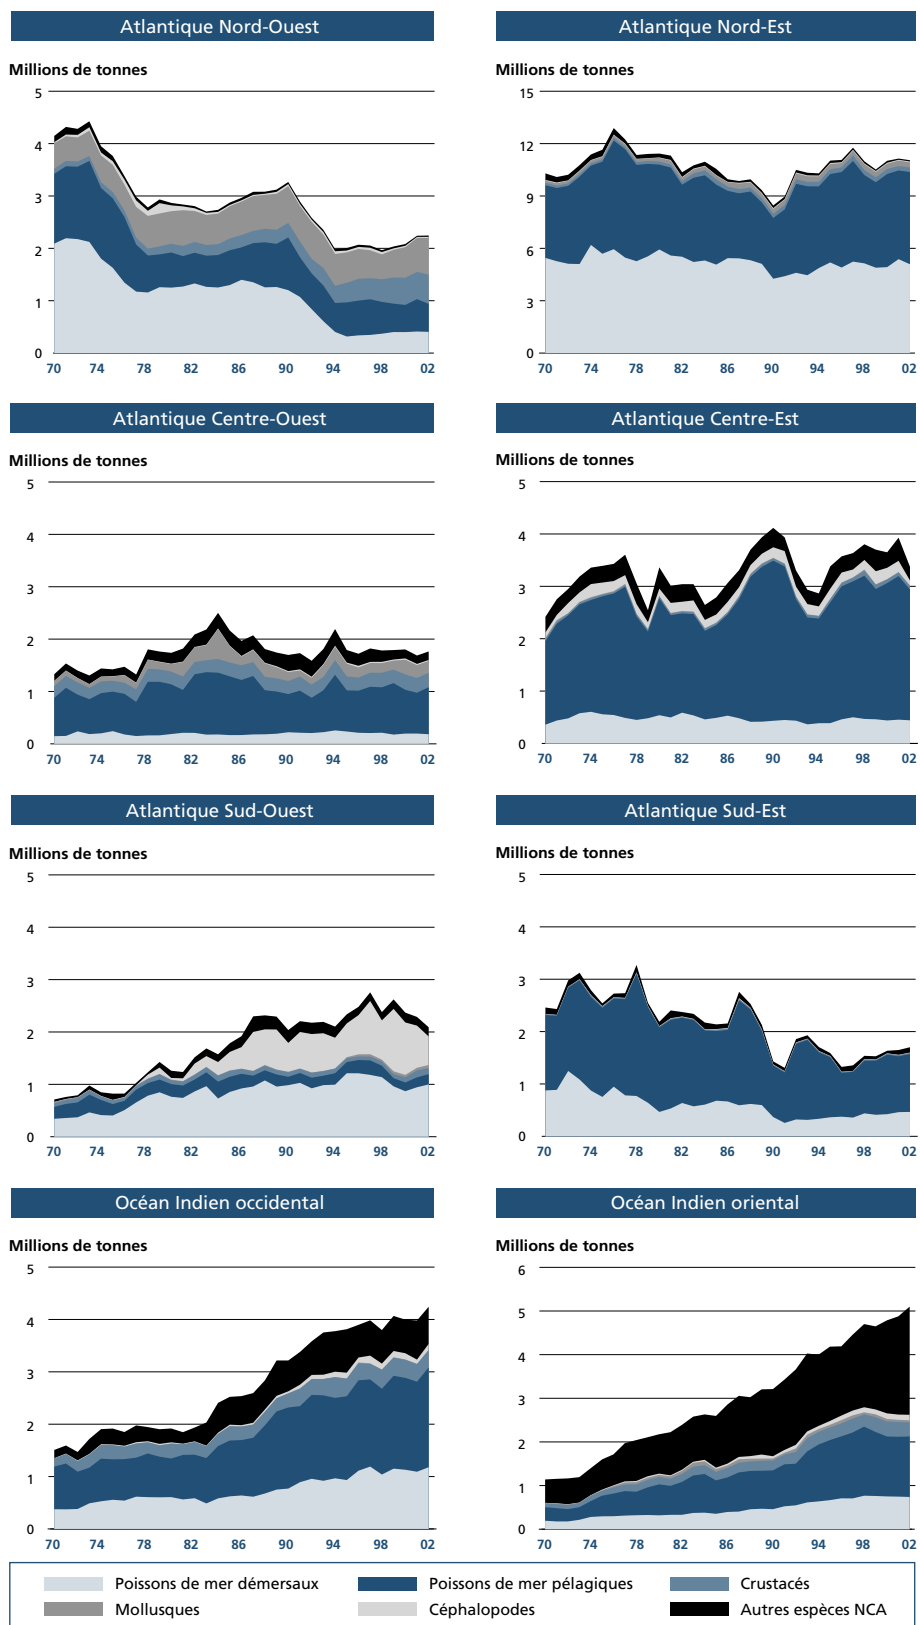 Atlantique Nord-Ouest
Millions de tonnes
5
4
3
2
1
0
70 74 78 82 86 90 94 98 02
Atlantique Nord-Est
Millions de tonnes
15
12
9
6
3
0
70 74 78 82 86 90 94 98 02
Atlantique Centre-Ouest
Millions de tonnes
5
4
3
2
1
0
70 74 78 82 86 90 94 98 02
Atlantique Centre-Est
Millions de tonnes
5
4
3
2
1
0
70 74 78 82 86 90 94 98 02
Atlantique Sud-Ouest
Millions de tonnes
5
4
3
2
1
0
70 74 78 82 86 90 94 98 02
Atlantique Sud-Est
Millions de tonnes
5
4
3
2
1
0
70 74 78 82 86 90 94 98 02
Océan Indien occidental
Millions de tonnes
5
4
3
2
1
0
70 74 78 82 86 90 94 98 02
Océan Indien oriental
Millions de tonnes
6
5
4
3
2
1
0
70 74 78 82 86 90 94 98 02
Poissons de mer démersaux
Poissons de mer pélagiques
Crustacés
Mollusques
Céphalopodes
Autres espèces NCA